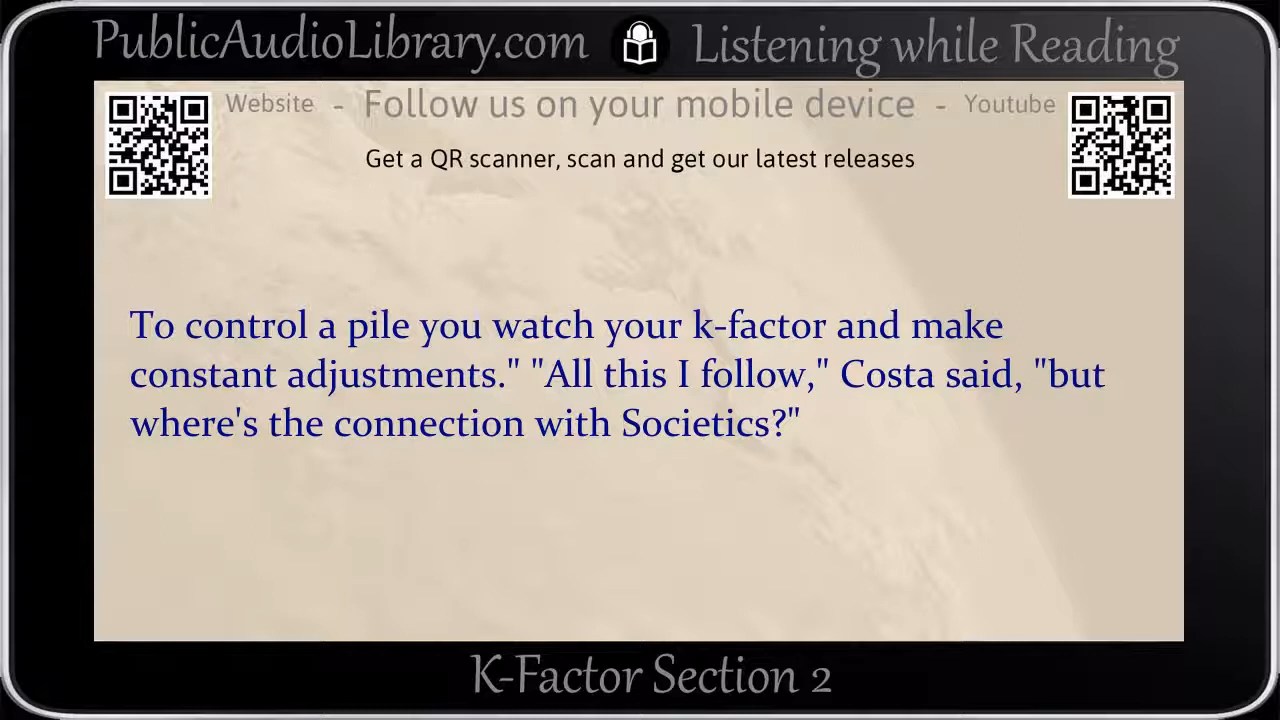 PublicAudioLibrary.com Listening while Reading
Website - Follow us on your mobile device - Youtube
Get a QR scanner, scan and get our latest releases
To control a pile you watch your k-factor and make
constant adjustments." "All this I follow," Costa said, "but
where's the connection with Societics?"
K-Factor Section 2